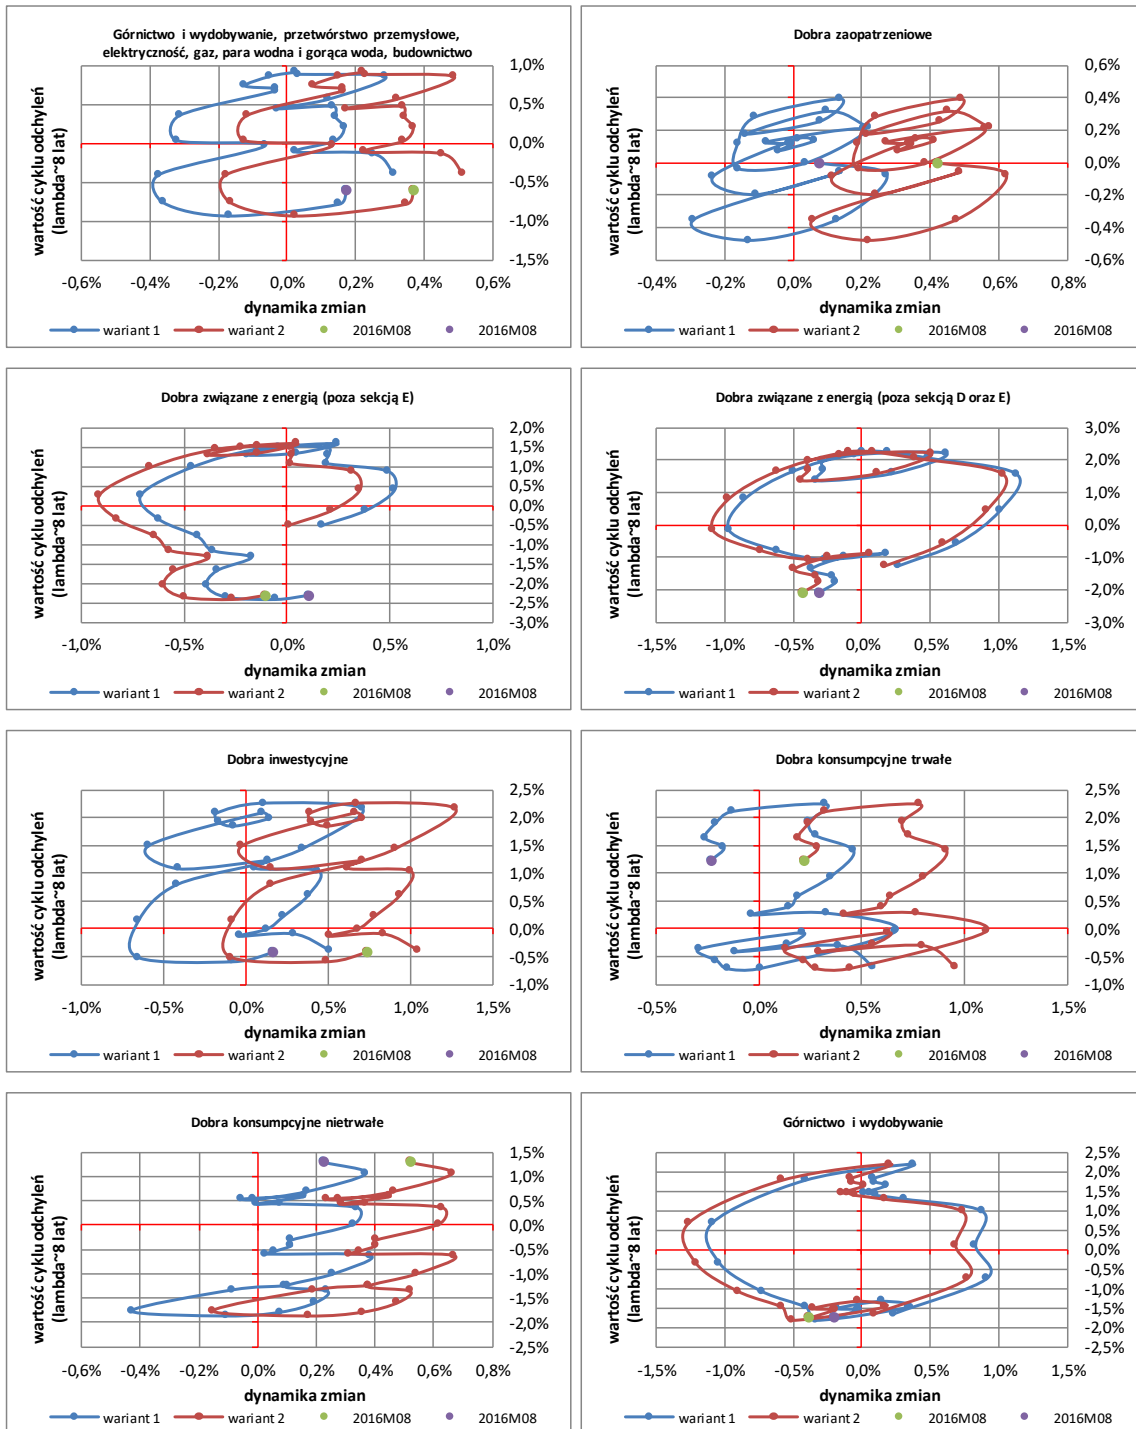 Górnictwo i wydobywanie, przetwórstwo przemysłowe,
elektryczność, gaz, para wodna i gorąca woda, budownictwo
wartość cyklu odchyleń
(lambda~8 lat)
1,0%
0,5%
0,0%
-0,5%
-1,0%
-1,5%
-0,6% -0,4% -0,2% 0,0% 0,2% 0,4% 0,6%
dynamika zmian
wariant 1 wariant 2 2016M08 2016M08
Dobra zaopatrzeniowe
wartość cyklu odchyleń
(lambda~8 lat)
0,6%
0,4%
0,2%
0,0%
-0,2%
-0,4%
-0,6%
-0,4% -0,2% 0,0% 0,2% 0,4% 0,6% 0,8%
dynamika zmian
wariant 1 wariant 2 2016M08 2016M08
Dobra związane z energią (poza sekcją E)
wartość cyklu odchyleń
(lambda~8 lat)
2,0%
1,5%
1,0%
0,5%
0,0%
-0,5%
-1,0%
-1,5%
-2,0%
-2,5%
-3,0%
-1,0% -0,5% 0,0% 0,5% 1,0%
dynamika zmian
wariant 1 wariant 2 2016M08 2016M08
Dobra związane z energią (poza sekcją D oraz E)
wartość cyklu odchyleń
(lambda~8 lat)
3,0%
2,0%
1,0%
0,0%
-1,0%
-2,0%
-3,0%
-1,5% -1,0% -0,5% 0,0% 0,5% 1,0% 1,5%
dynamika zmian
wariant 1 wariant 2 2016M08 2016M08
Dobra inwestycyjne
wartość cyklu odchyleń
(lambda~8 lat)
2,5%
2,0%
1,5%
1,0%
0,5%
0,0%
-0,5%
-1,0%
-1,0% -0,5% 0,0% 0,5% 1,0% 1,5%
dynamika zmian
wariant 1 wariant 2 2016M08 2016M08
Dobra konsumpcyjne trwałe
wartość cyklu odchyleń
(lambda~8 lat)
2,5%
2,0%
1,5%
1,0%
0,5%
0,0%
-0,5%
-1,0%
-0,5% 0,0% 0,5% 1,0% 1,5%
dynamika zmian
wariant 1 wariant 2 2016M08 2016M08
Dobra konsumpcyjne nietrwałe
wartość cyklu odchyleń
(lambda~8 lat)
1,5%
1,0%
0,5%
0,0%
-0,5%
-1,0%
-1,5%
-2,0%
-2,5%
-0,6% -0,4% -0,2% 0,0% 0,2% 0,4% 0,6% 0,8%
dynamika zmian
wariant 1 wariant 2 2016M08 2016M08
Górnictwo i wydobywanie
wartość cyklu odchyleń
(lambda~8 lat)
2,5%
2,0%
1,5%
1,0%
0,5%
0,0%
-0,5%
-1,0%
-1,5%
-2,0%
-2,5%
-1,5% -1,0% -0,5% 0,0% 0,5% 1,0% 1,5% 2,0%
dynamika zmian
wariant 1 wariant 2 2016M08 2016M08